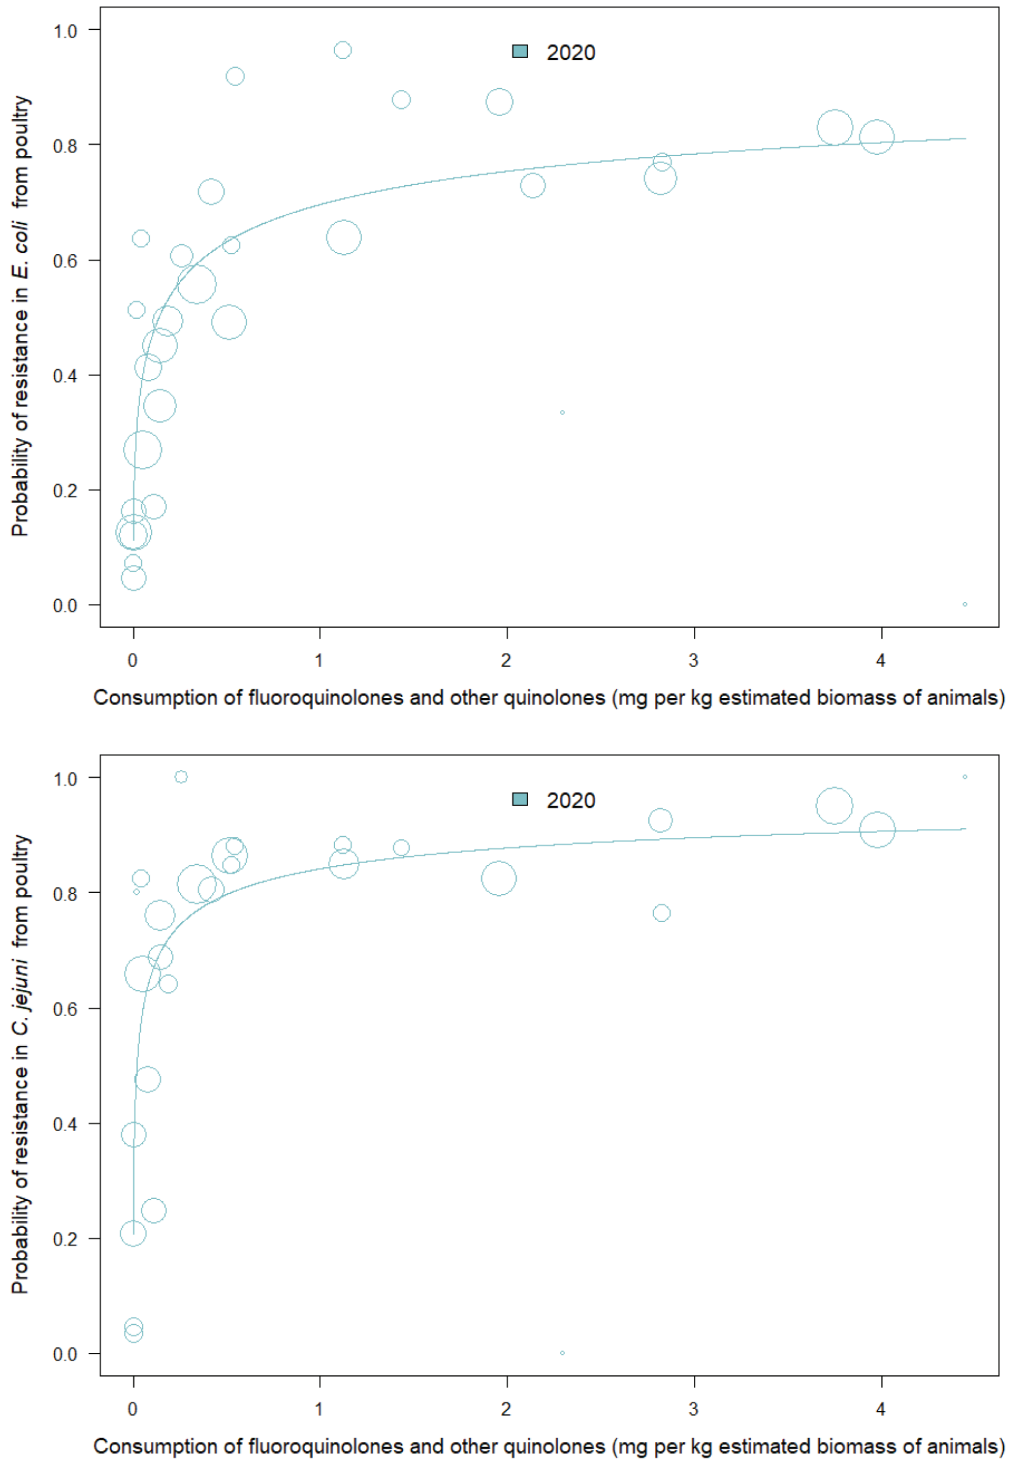 Probability of resistance in E. coli from poultry
1.0
0.8
0.6
0.4
0.2
0.0
2020
0 1 2 3 4
Consumption of fluoroquinolones and other quinolones (mg per kg estimated biomass of animals)
Probability of resistance in C. jejuni from poultry
1.0
0.8
0.6
0.4
0.2
0.0
2020
0 1 2 3 4
Consumption of fluoroquinolones and other quinolones (mg per kg estimated biomass of animals)